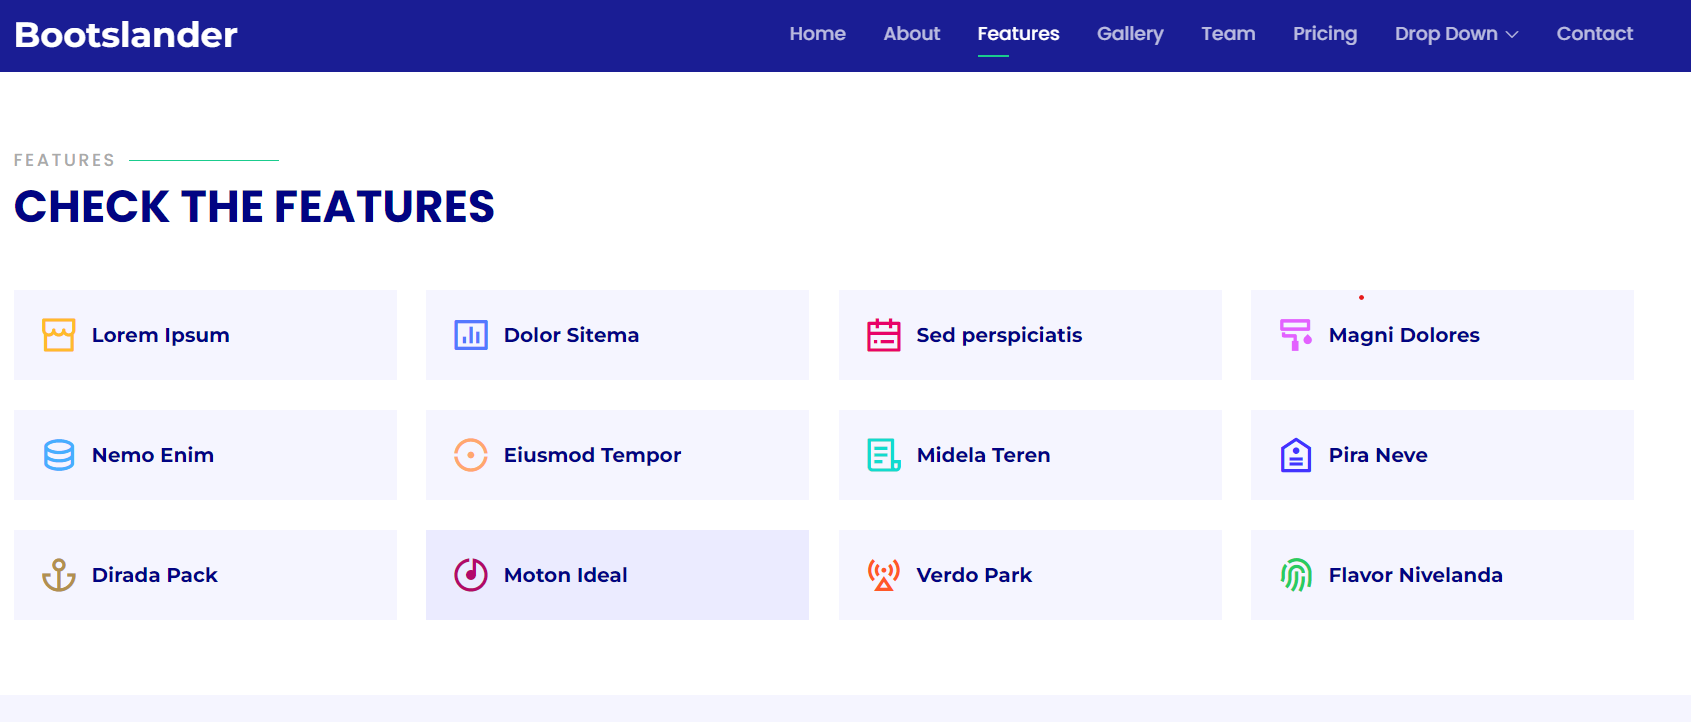 Bootslander
Home About Features Gallery Team Pricing Drop Down Contact
FEATURES
CHECK THE FEATURES
Lorem Ipsum
Dolor Sitema
Sed perspiciatis
Magni Dolores
Nemo Enim
Eiusmod Tempor
Midela Teren
Pira Neve
Dirada Pack
Moton Ideal
Verdo Park
Flavor Nivelanda